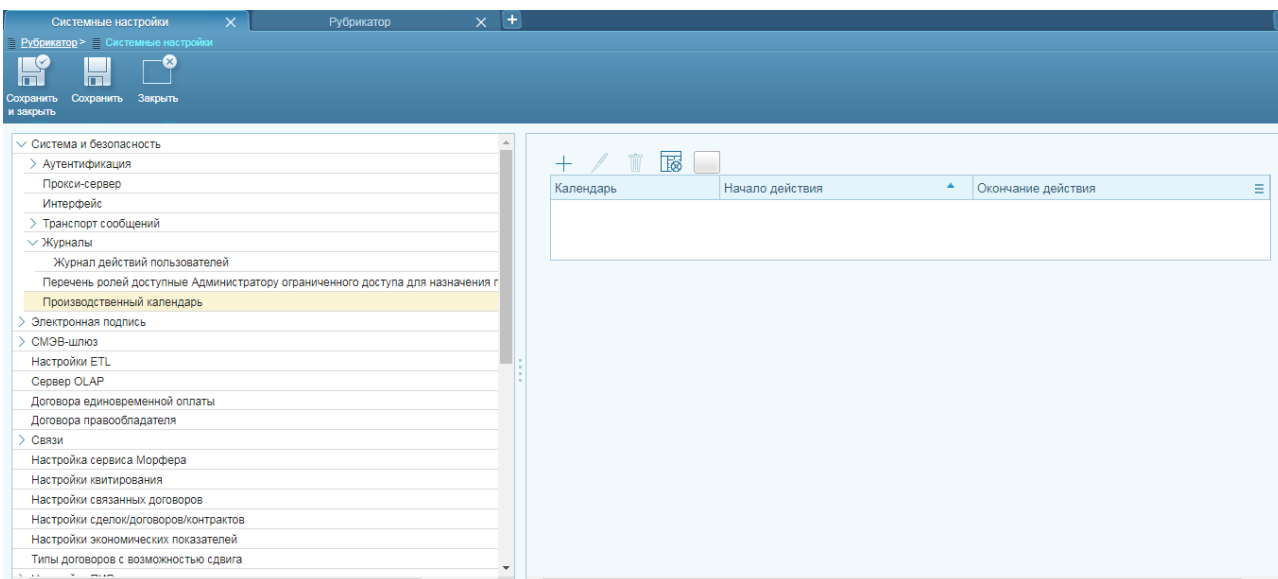 Системные настройки
Рубрикатор
Рубрикатор > Системные настройки
Сохранить и закрыть
Сохранить
Закрыть
Система и безопасность
Аутентификация
Прокси-сервер
Интерфейс
Транспорт сообщений
Журналы
Журнал действий пользователей
Перечень ролей доступные Администратору ограниченного доступа для назначения г
Производственный календарь
Электронная подпись
СМЭВ-шлюз
Настройки ETL
Сервер OLAP
Договора единовременной оплаты
Договора правообладателя
Связи
Настройка сервиса Морфера
Настройки квитирования
Настройки связанных договоров
Настройки сделок/договоров/контрактов
Настройки экономических показателей
Типы договоров с возможностью сдвига
Календарь
Начало действия
Окончание действия